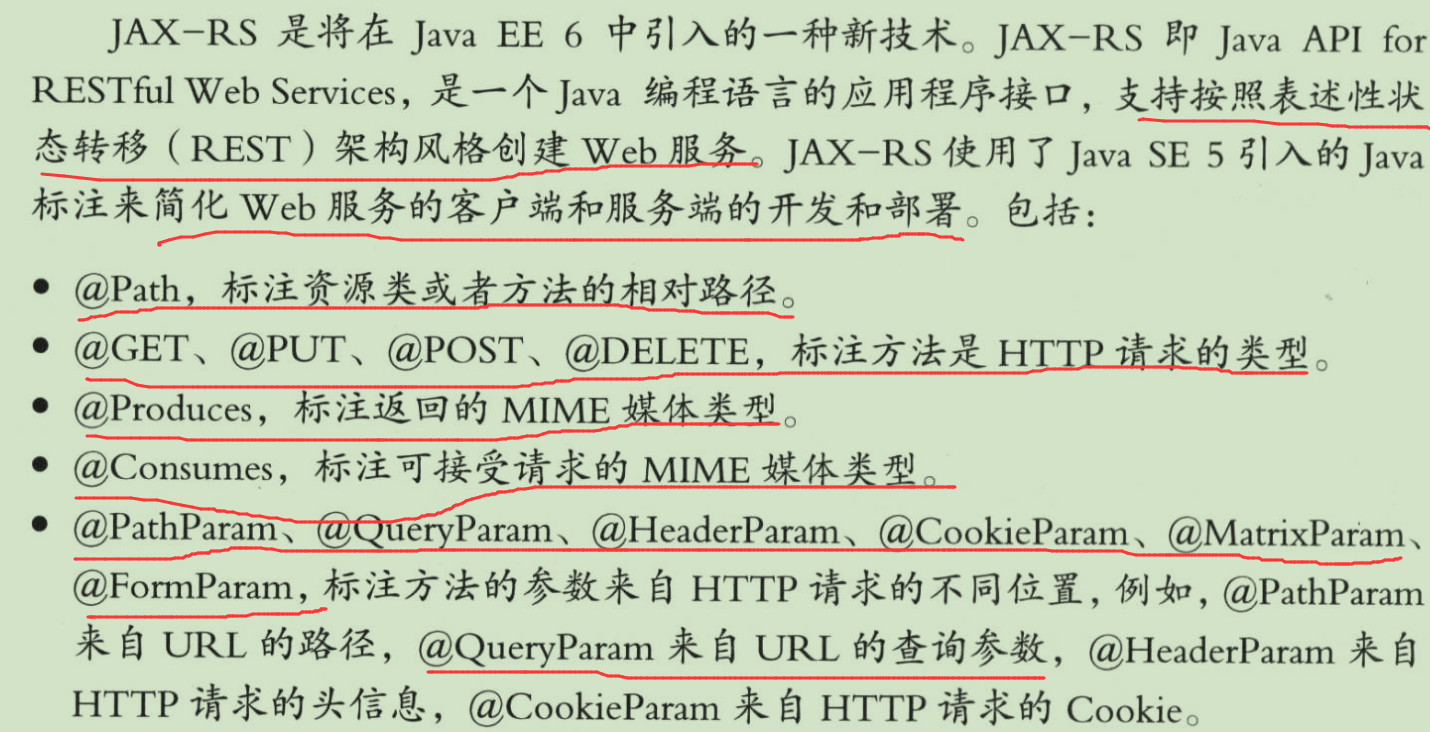 JAX-RS 是将在 Java EE 6 中引入的一种新技术。JAX-RS 即 Java API for
RESTful Web Services，是一个 Java 编程语言的应用程序接口，支持按照表述性状
态转移（REST）架构风格创建 Web 服务。JAX-RS 使用了 Java SE 5 引入的 Java
标注来简化 Web 服务的客户端和服务端的开发和部署。包括：
• @Path，标注资源类或者方法的相对路径。
• @GET、@PUT、@POST、@DELETE，标注方法是 HTTP 请求的类型。
• @Produces，标注返回的 MIME 媒体类型。
• @Consumes，标注可接受请求的 MIME 媒体类型。
• @PathParam、@QueryParam、@HeaderParam、@CookieParam、@MatrixParam、
@FormParam，标注方法的参数来自 HTTP 请求的不同位置，例如，@PathParam
来自 URL 的路径，@QueryParam 来自 URL 的查询参数，@HeaderParam 来自
HTTP 请求的头信息，@CookieParam 来自 HTTP 请求的 Cookie。